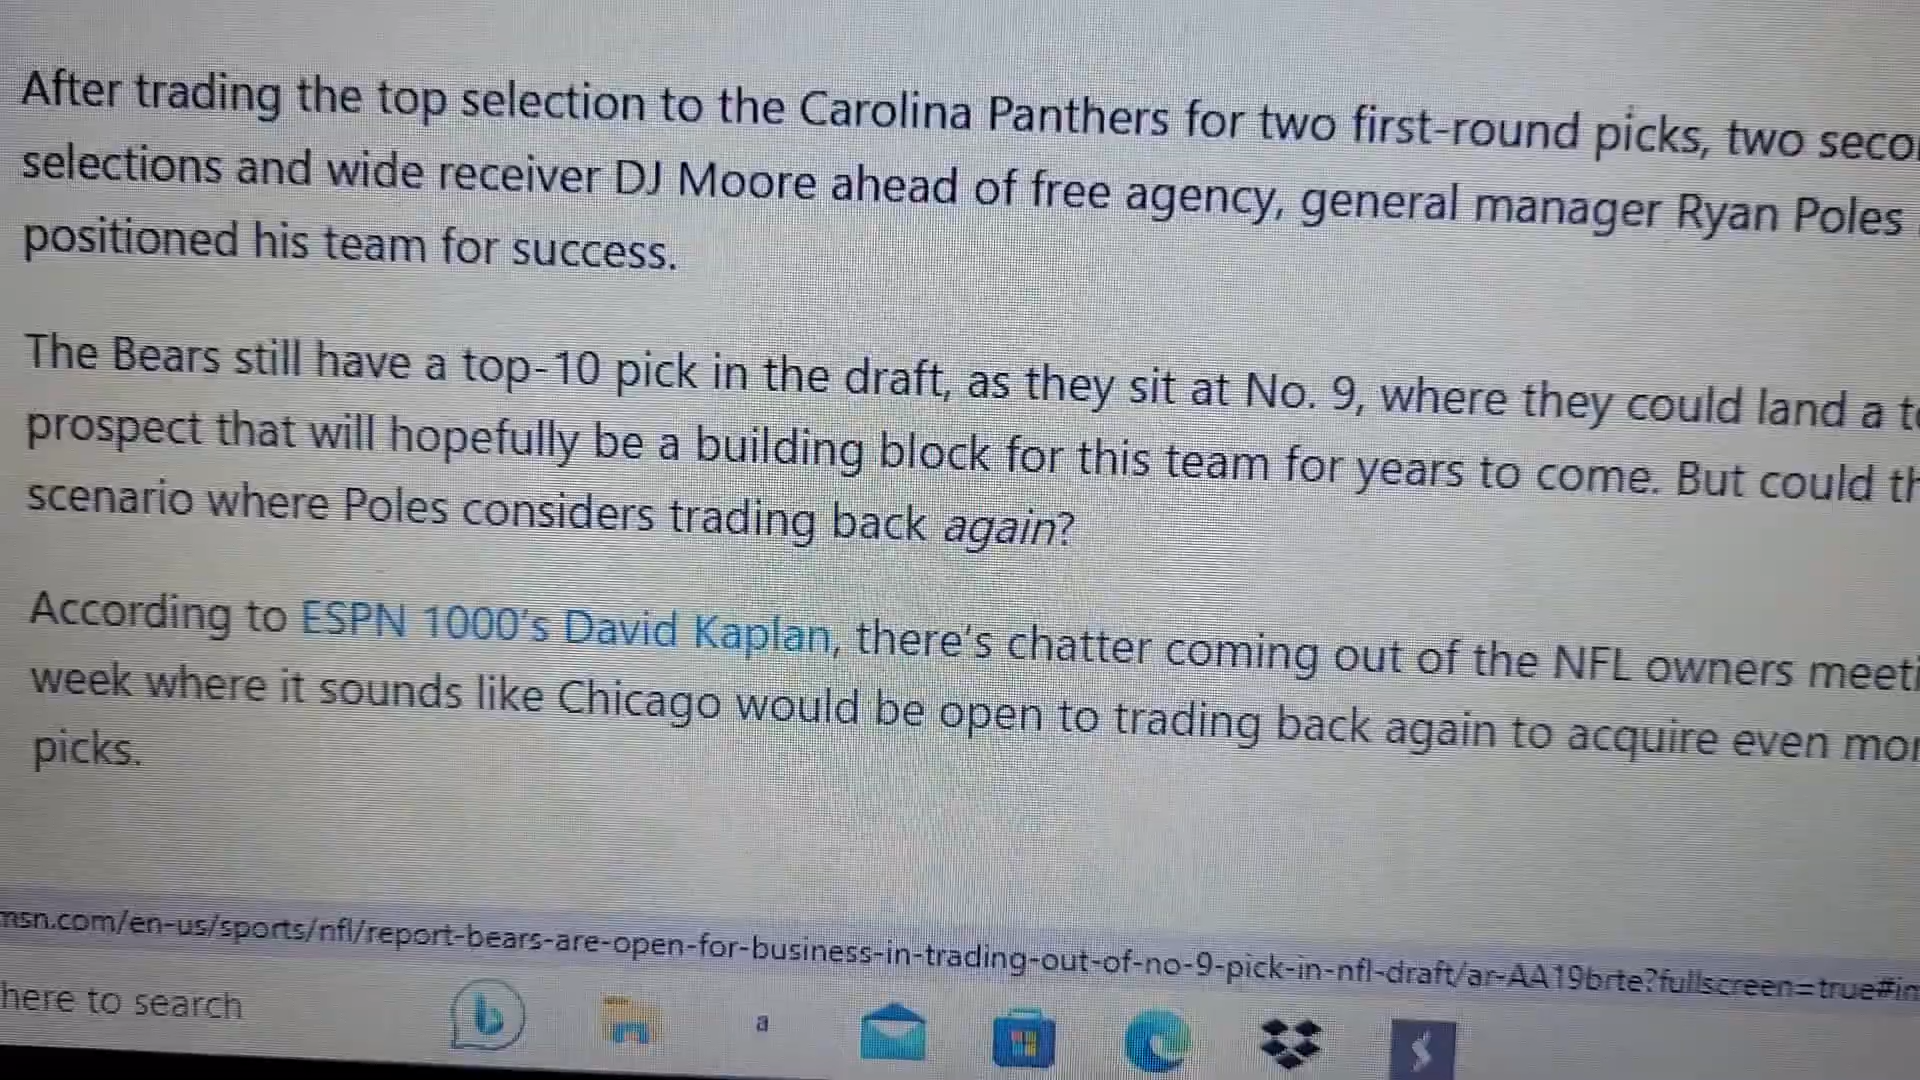 After trading the top selection to the Carolina Panthers for two first-round picks, two
selections and wide receiver DJ Moore ahead of free agency, general manager Ryan Poles
positioned his team for success.
The Bears still have a top-10 pick in the draft, as they sit at No. 9, where they could land a
prospect that will hopefully be a building block for this team for years to come. But could
scenario where Poles considers trading back again?
According to ESPN 1000's David Kaplan, there's chatter coming out of the NFL owners
week where it sounds like Chicago would be open to trading back again to acquire even
picks.
msn.com/en-us/sports/nfl/report-bears-are-open-for-business-in-trading-out-of-no-9-pick-in-nfl-draft/ar-AA19brte?fullscreen=true#in
here to search
a